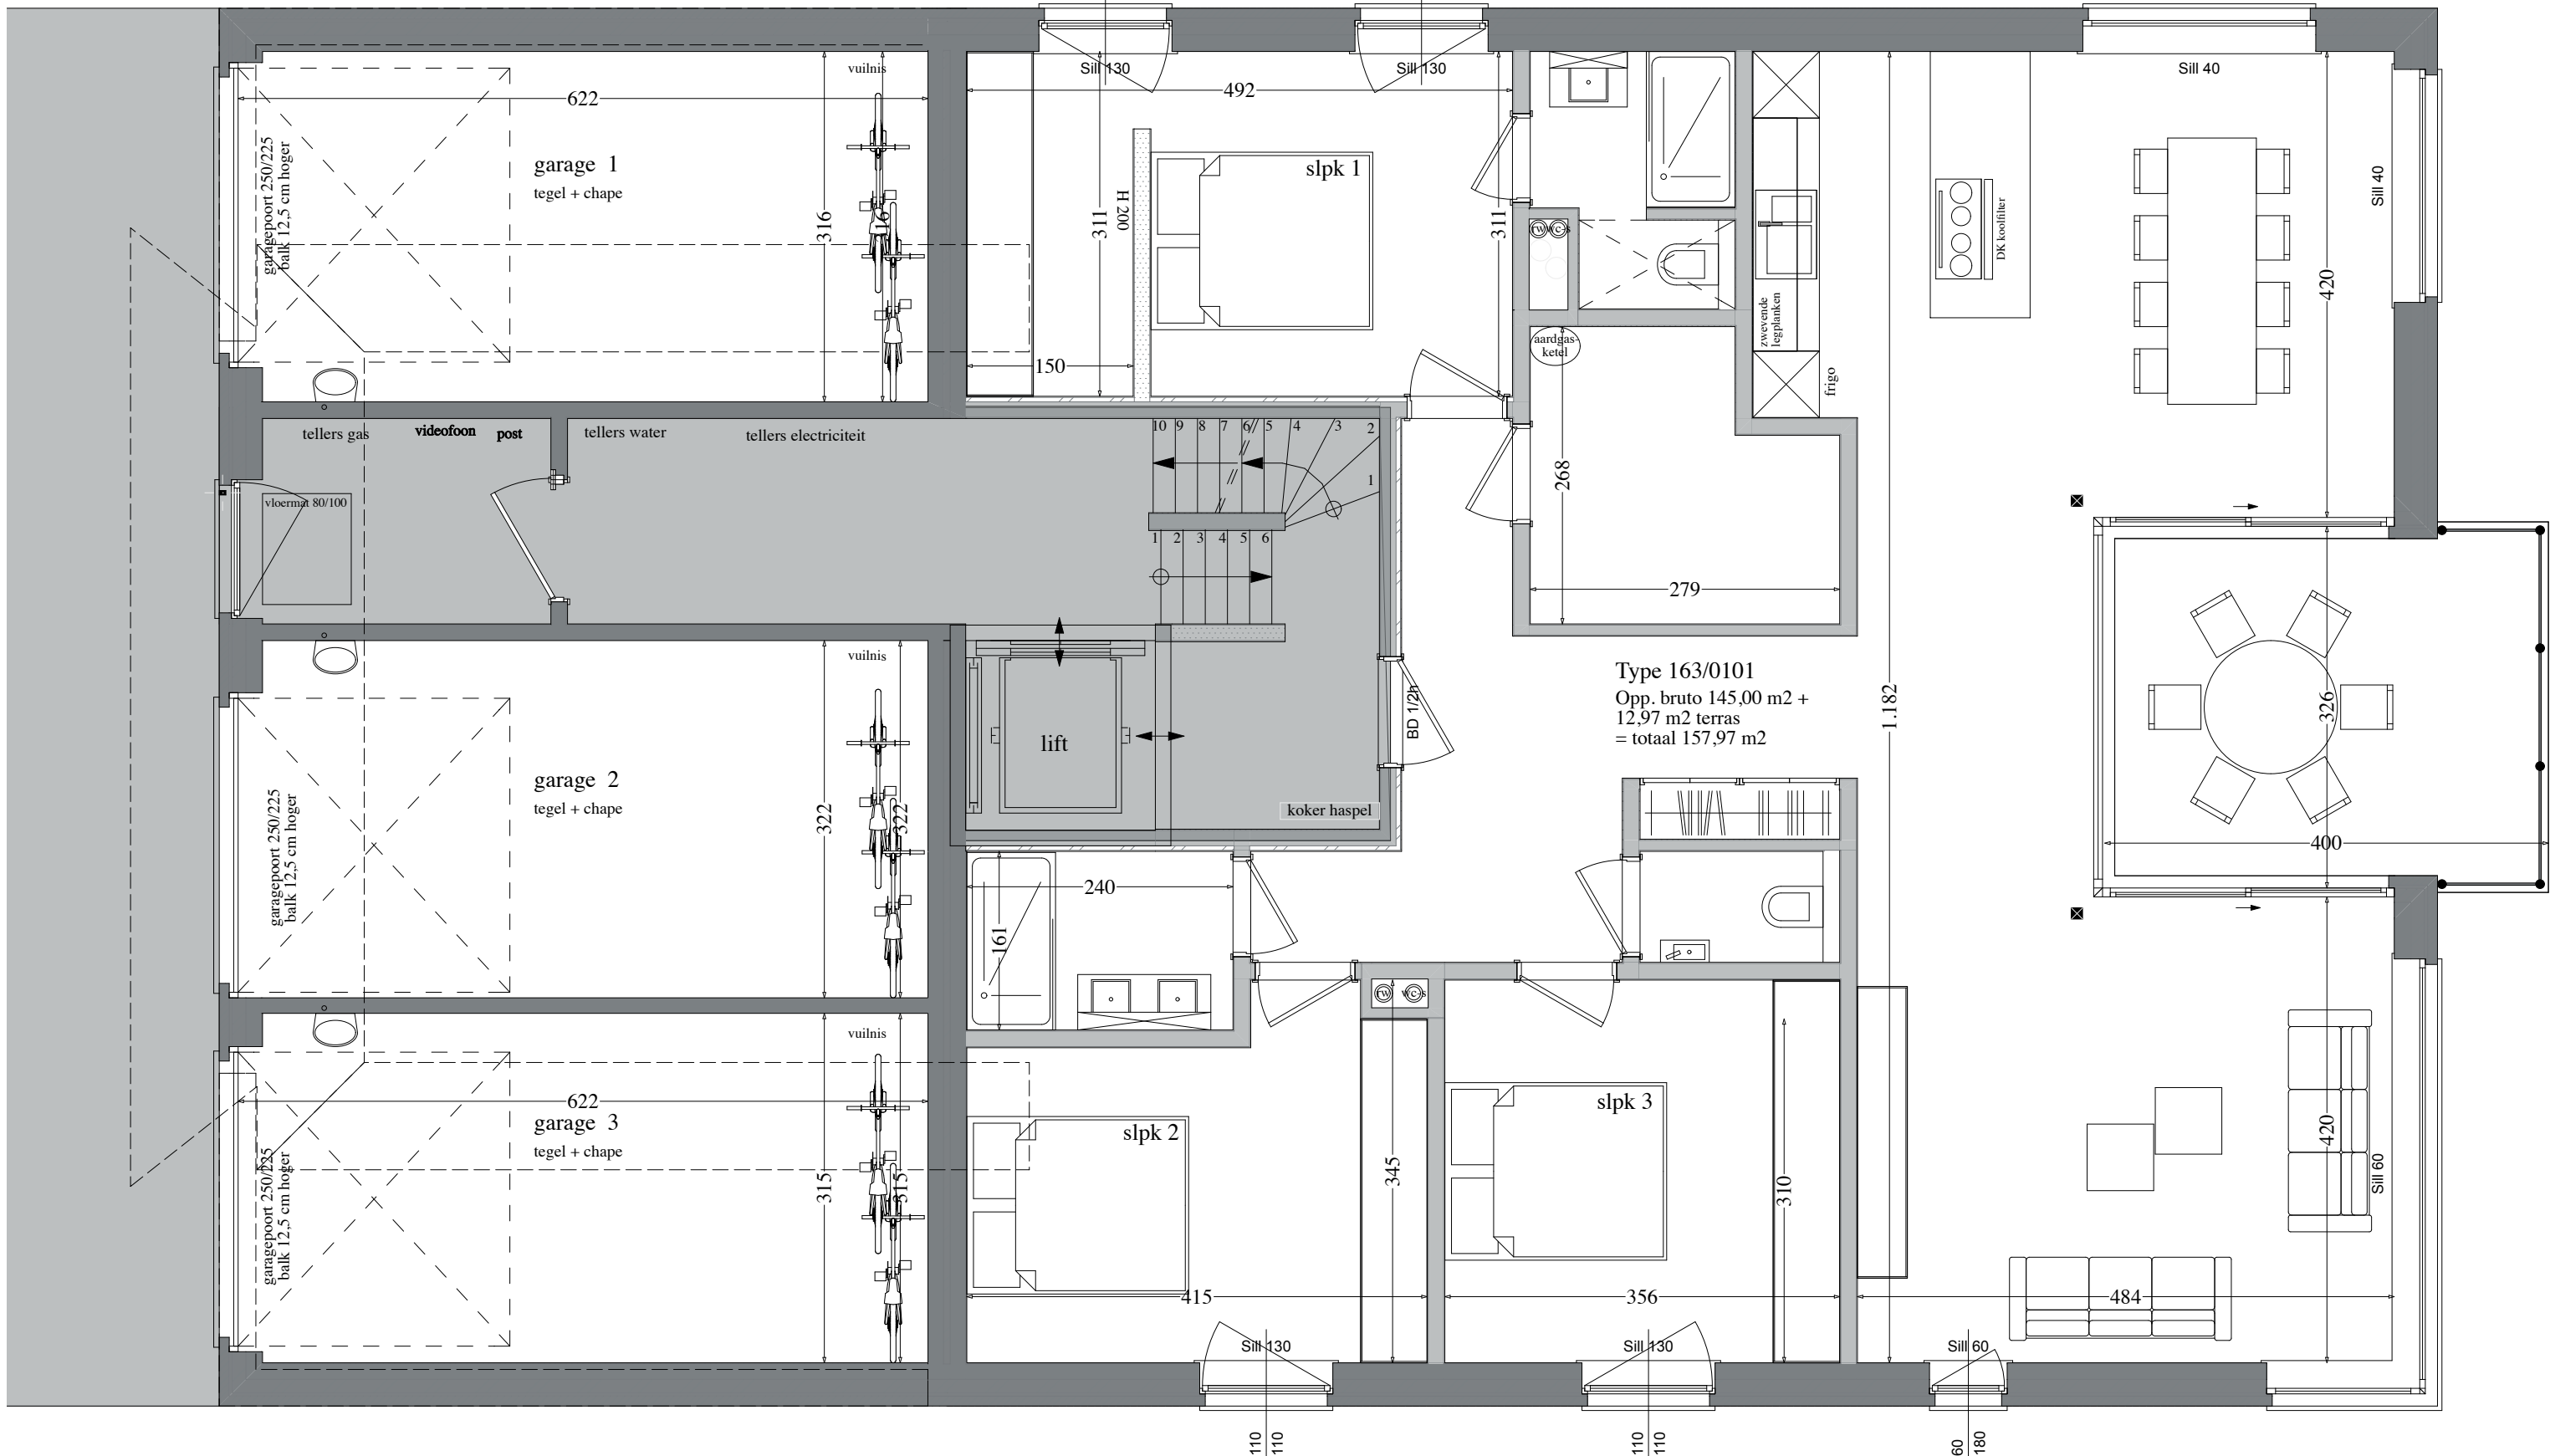 Sill 130
Sill 130
Sill 40
vuilnis
622
492
garagepoort 250/225
balk 12,5 cm hoger
garage 1
tegel + chape
316
316
311
H 200
slpk 1
311
rw
wc-s
DK koolfilter
Sill 40
420
zwevende
legplanken
aardgas-
ketel
150
frigo
tellers gas
videofoon
post
tellers water
tellers electriciteit
10
9
8
7
6
5
4
3
2
1
268
vloermat 80/100
1
2
3
4
5
6
279
vuilnis
Type 163/0101
Opp. bruto 145,00 m2 +
12,97 m2 terras
= totaal 157,97 m2
1.182
326
BD 1/2h
lift
garage 2
tegel + chape
garagepoort 250/225
balk 12,5 cm hoger
322
322
koker haspel
400
240
161
rw
wc-s
vuilnis
622
garage 3
tegel + chape
garagepoort 250/225
balk 12,5 cm hoger
315
315
slpk 2
345
slpk 3
310
420
Sill 60
415
356
484
Sill 130
Sill 130
Sill 60
110
110
110
110
60
180